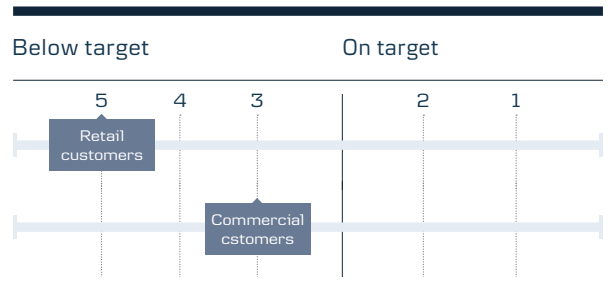 Below target On target
5 4 3 2 1
Retail
customers
Commercial
cstomers